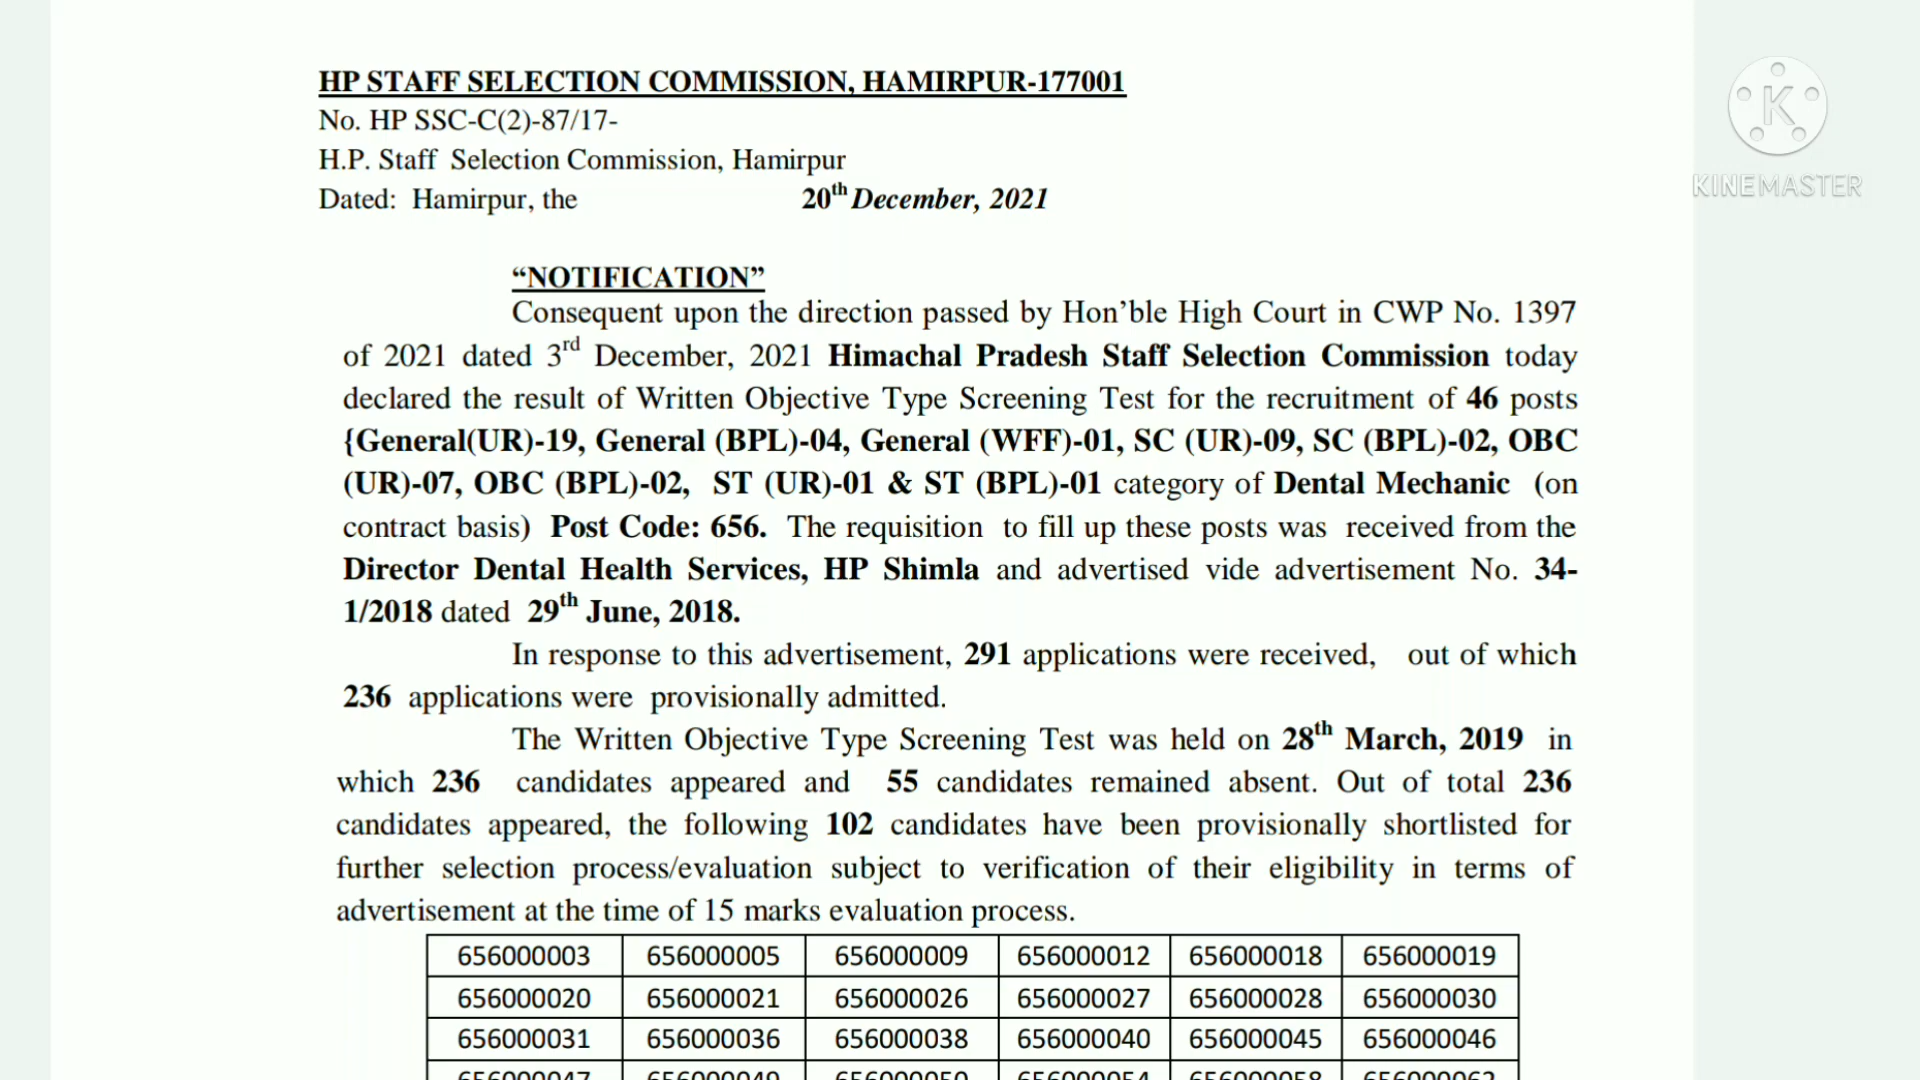 HP STAFF SELECTION COMMISSION, HAMIRPUR-177001
No. HP SSC-C(2)-87/17-
H.P. Staff Selection Commission, Hamirpur
Dated: Hamirpur, the 20th December, 2021
K
KINEMASTER
“NOTIFICATION”
Consequent upon the direction passed by Hon’ble High Court in CWP No. 1397
of 2021 dated 3rd December, 2021 Himachal Pradesh Staff Selection Commission today
declared the result of Written Objective Type Screening Test for the recruitment of 46 posts
{General(UR)-19, General (BPL)-04, General (WFF)-01, SC (UR)-09, SC (BPL)-02, OBC
(UR)-07, OBC (BPL)-02, ST (UR)-01 & ST (BPL)-01 category of Dental Mechanic (on
contract basis) Post Code: 656. The requisition to fill up these posts was received from the
Director Dental Health Services, HP Shimla and advertised vide advertisement No. 34-
1/2018 dated 29th June, 2018.
In response to this advertisement, 291 applications were received, out of which
236 applications were provisionally admitted.
The Written Objective Type Screening Test was held on 28th March, 2019 in
which 236 candidates appeared and 55 candidates remained absent. Out of total 236
candidates appeared, the following 102 candidates have been provisionally shortlisted for
further selection process/evaluation subject to verification of their eligibility in terms of
advertisement at the time of 15 marks evaluation process.
656000003 656000005 656000009 656000012 656000018 656000019
656000020 656000021 656000026 656000027 656000028 656000030
656000031 656000036 656000038 656000040 656000045 656000046